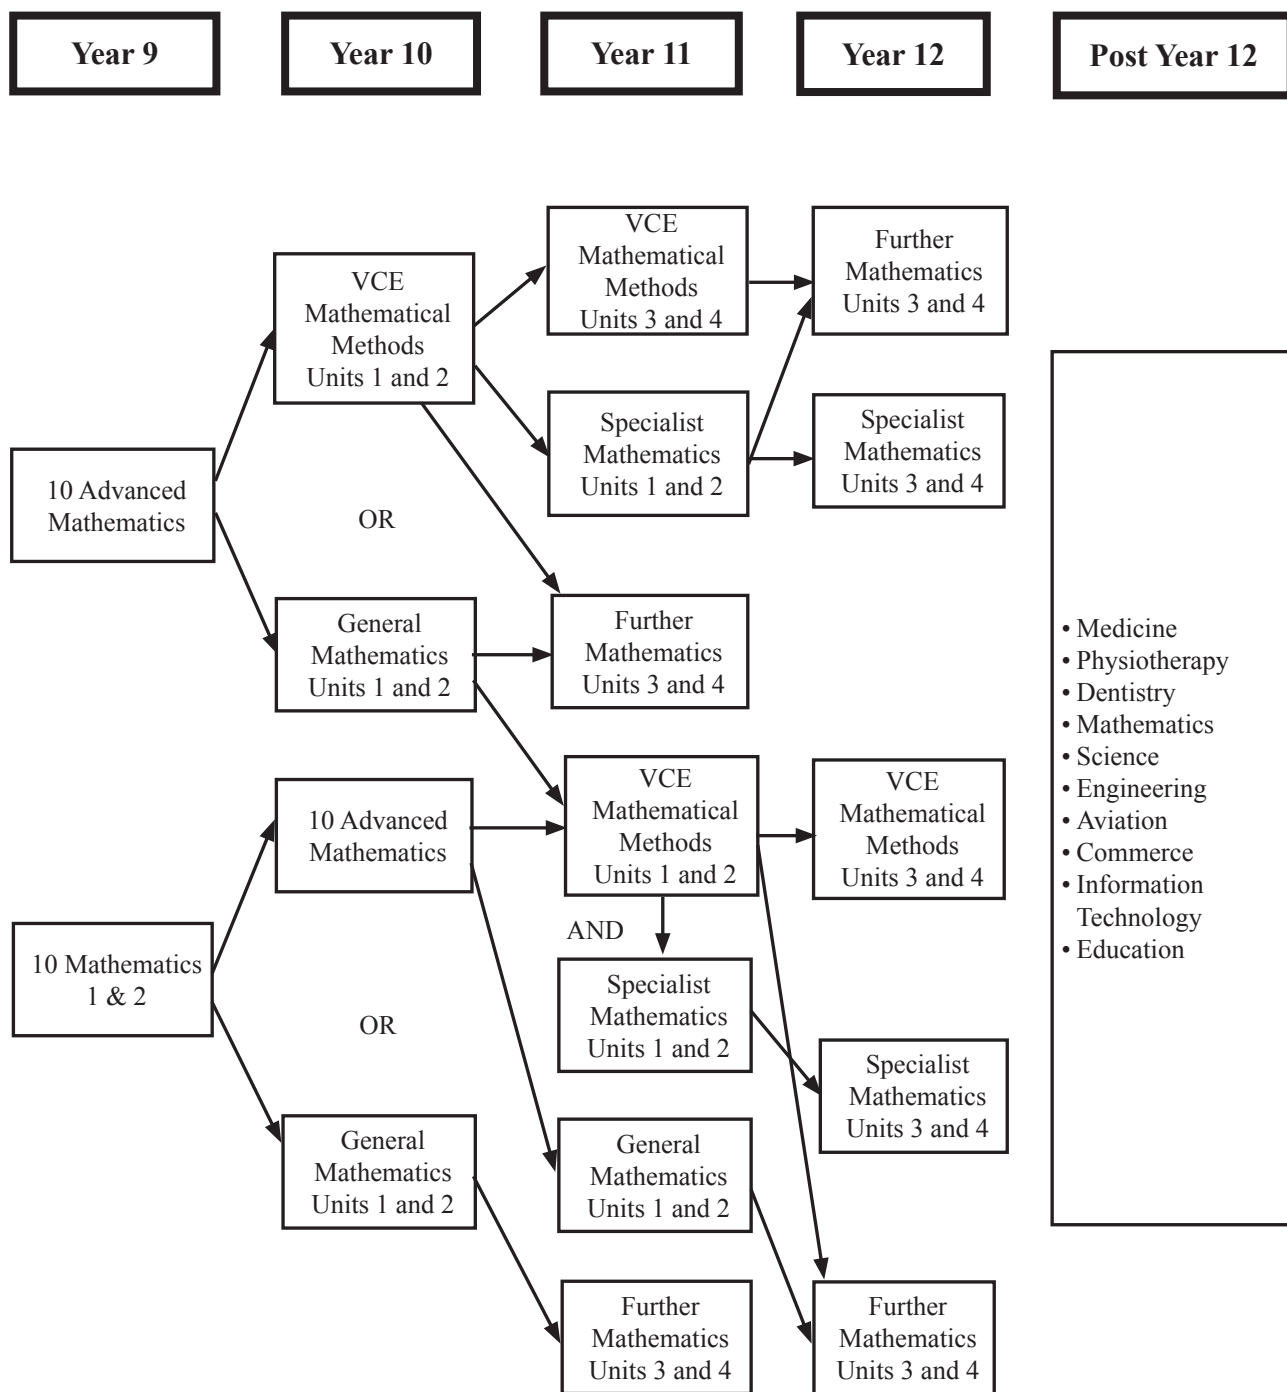 Year 9
Year 10
Year 11
Year 12
Post Year 12
10 Advanced
Mathematics
10 Mathematics
1 & 2
VCE
Mathematical
Methods
Units 1 and 2
OR
General
Mathematics
Units 1 and 2
10 Advanced
Mathematics
OR
General
Mathematics
Units 1 and 2
VCE
Mathematical
Methods
Units 3 and 4
Specialist
Mathematics
Units 1 and 2
Further
Mathematics
Units 3 and 4
VCE
Mathematical
Methods
Units 1 and 2
AND
Specialist
Mathematics
Units 1 and 2
General
Mathematics
Units 1 and 2
Further
Mathematics
Units 3 and 4
Further
Mathematics
Units 3 and 4
Specialist
Mathematics
Units 3 and 4
VCE
Mathematical
Methods
Units 3 and 4
Specialist
Mathematics
Units 3 and 4
Further
Mathematics
Units 3 and 4
• Medicine
• Physiotherapy
• Dentistry
• Mathematics
• Science
• Engineering
• Aviation
• Commerce
• Information
Technology
• Education